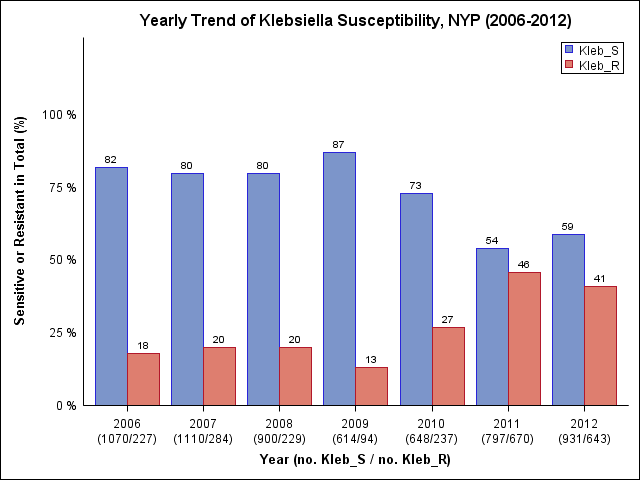 Yearly Trend of Klebsiella Susceptibility, NYP (2006-2012)
Kleb_S
Kleb_R
Sensitive or Resistant in Total (%)
100 %
75 %
50 %
25 %
0 %
82
18
80
20
80
20
87
13
73
27
54
46
59
41
2006 2007 2008 2009 2010 2011 2012
(1070/227) (1110/284) (900/229) (614/94) (648/237) (797/670) (931/643)
Year (no. Kleb_S / no. Kleb_R)